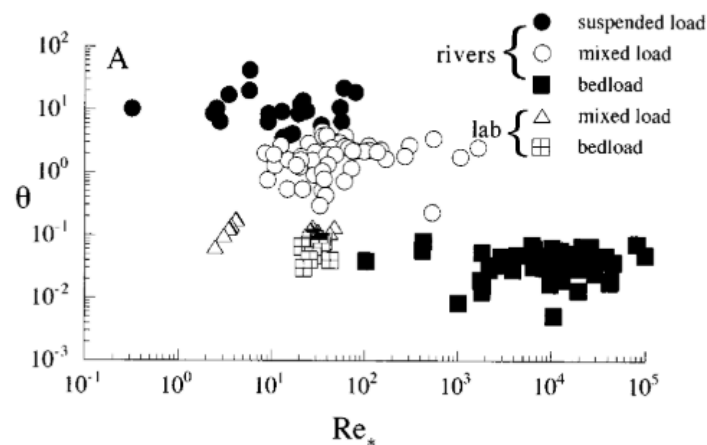 A
10²
10¹
10⁰
10⁻¹
10⁻²
10⁻³
θ
10⁻¹ 10⁰ 10¹ 10² 10³ 10⁴ 10⁵
Re*
rivers
suspended load
mixed load
bedload
lab
mixed load
bedload